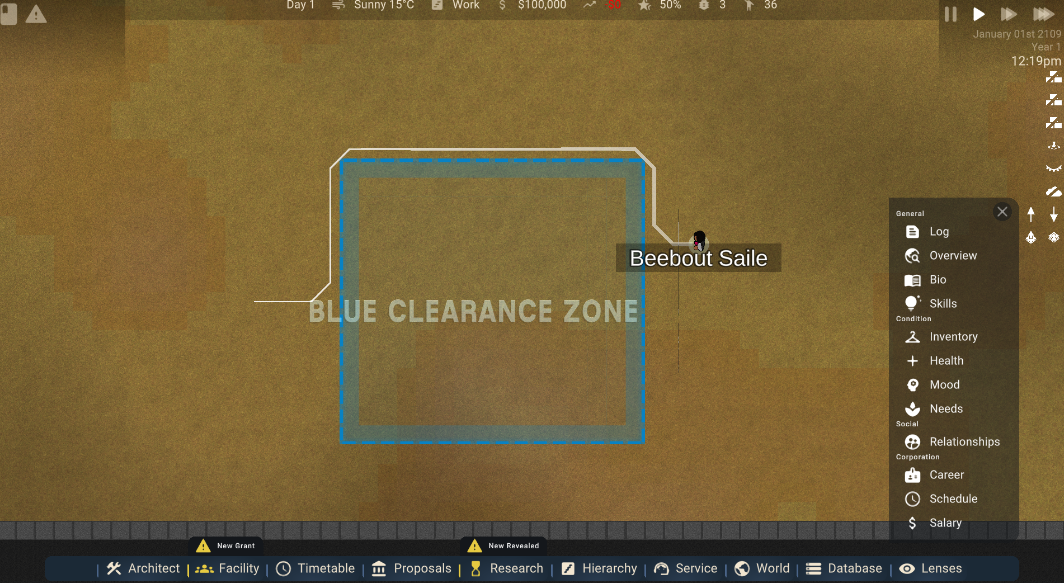 Day 1 Sunny 15°C Work $ $100,000 -35 50% 3 36
January 01st 2109
Year 1
12:19pm
Beebout Saile
BLUE CLEARANCE ZONE
General
Log
Overview
Bio
Skills
Condition
Inventory
Health
Mood
Needs
Social
Relationships
Corporation
Career
Schedule
$ Salary
New Grant New Revealed
Architect Facility Timetable Proposals Research Hierarchy Service World Database Lenses